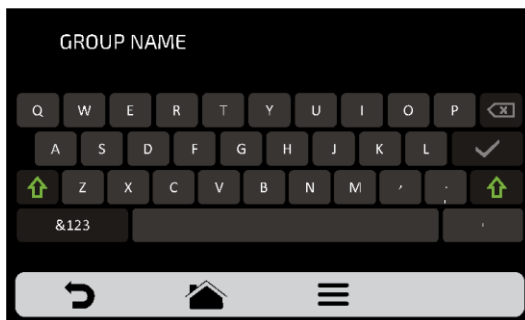 GROUP NAME
Q W E R T Y U I O P
A S D F G H J K L
Z X C V B N M
&123